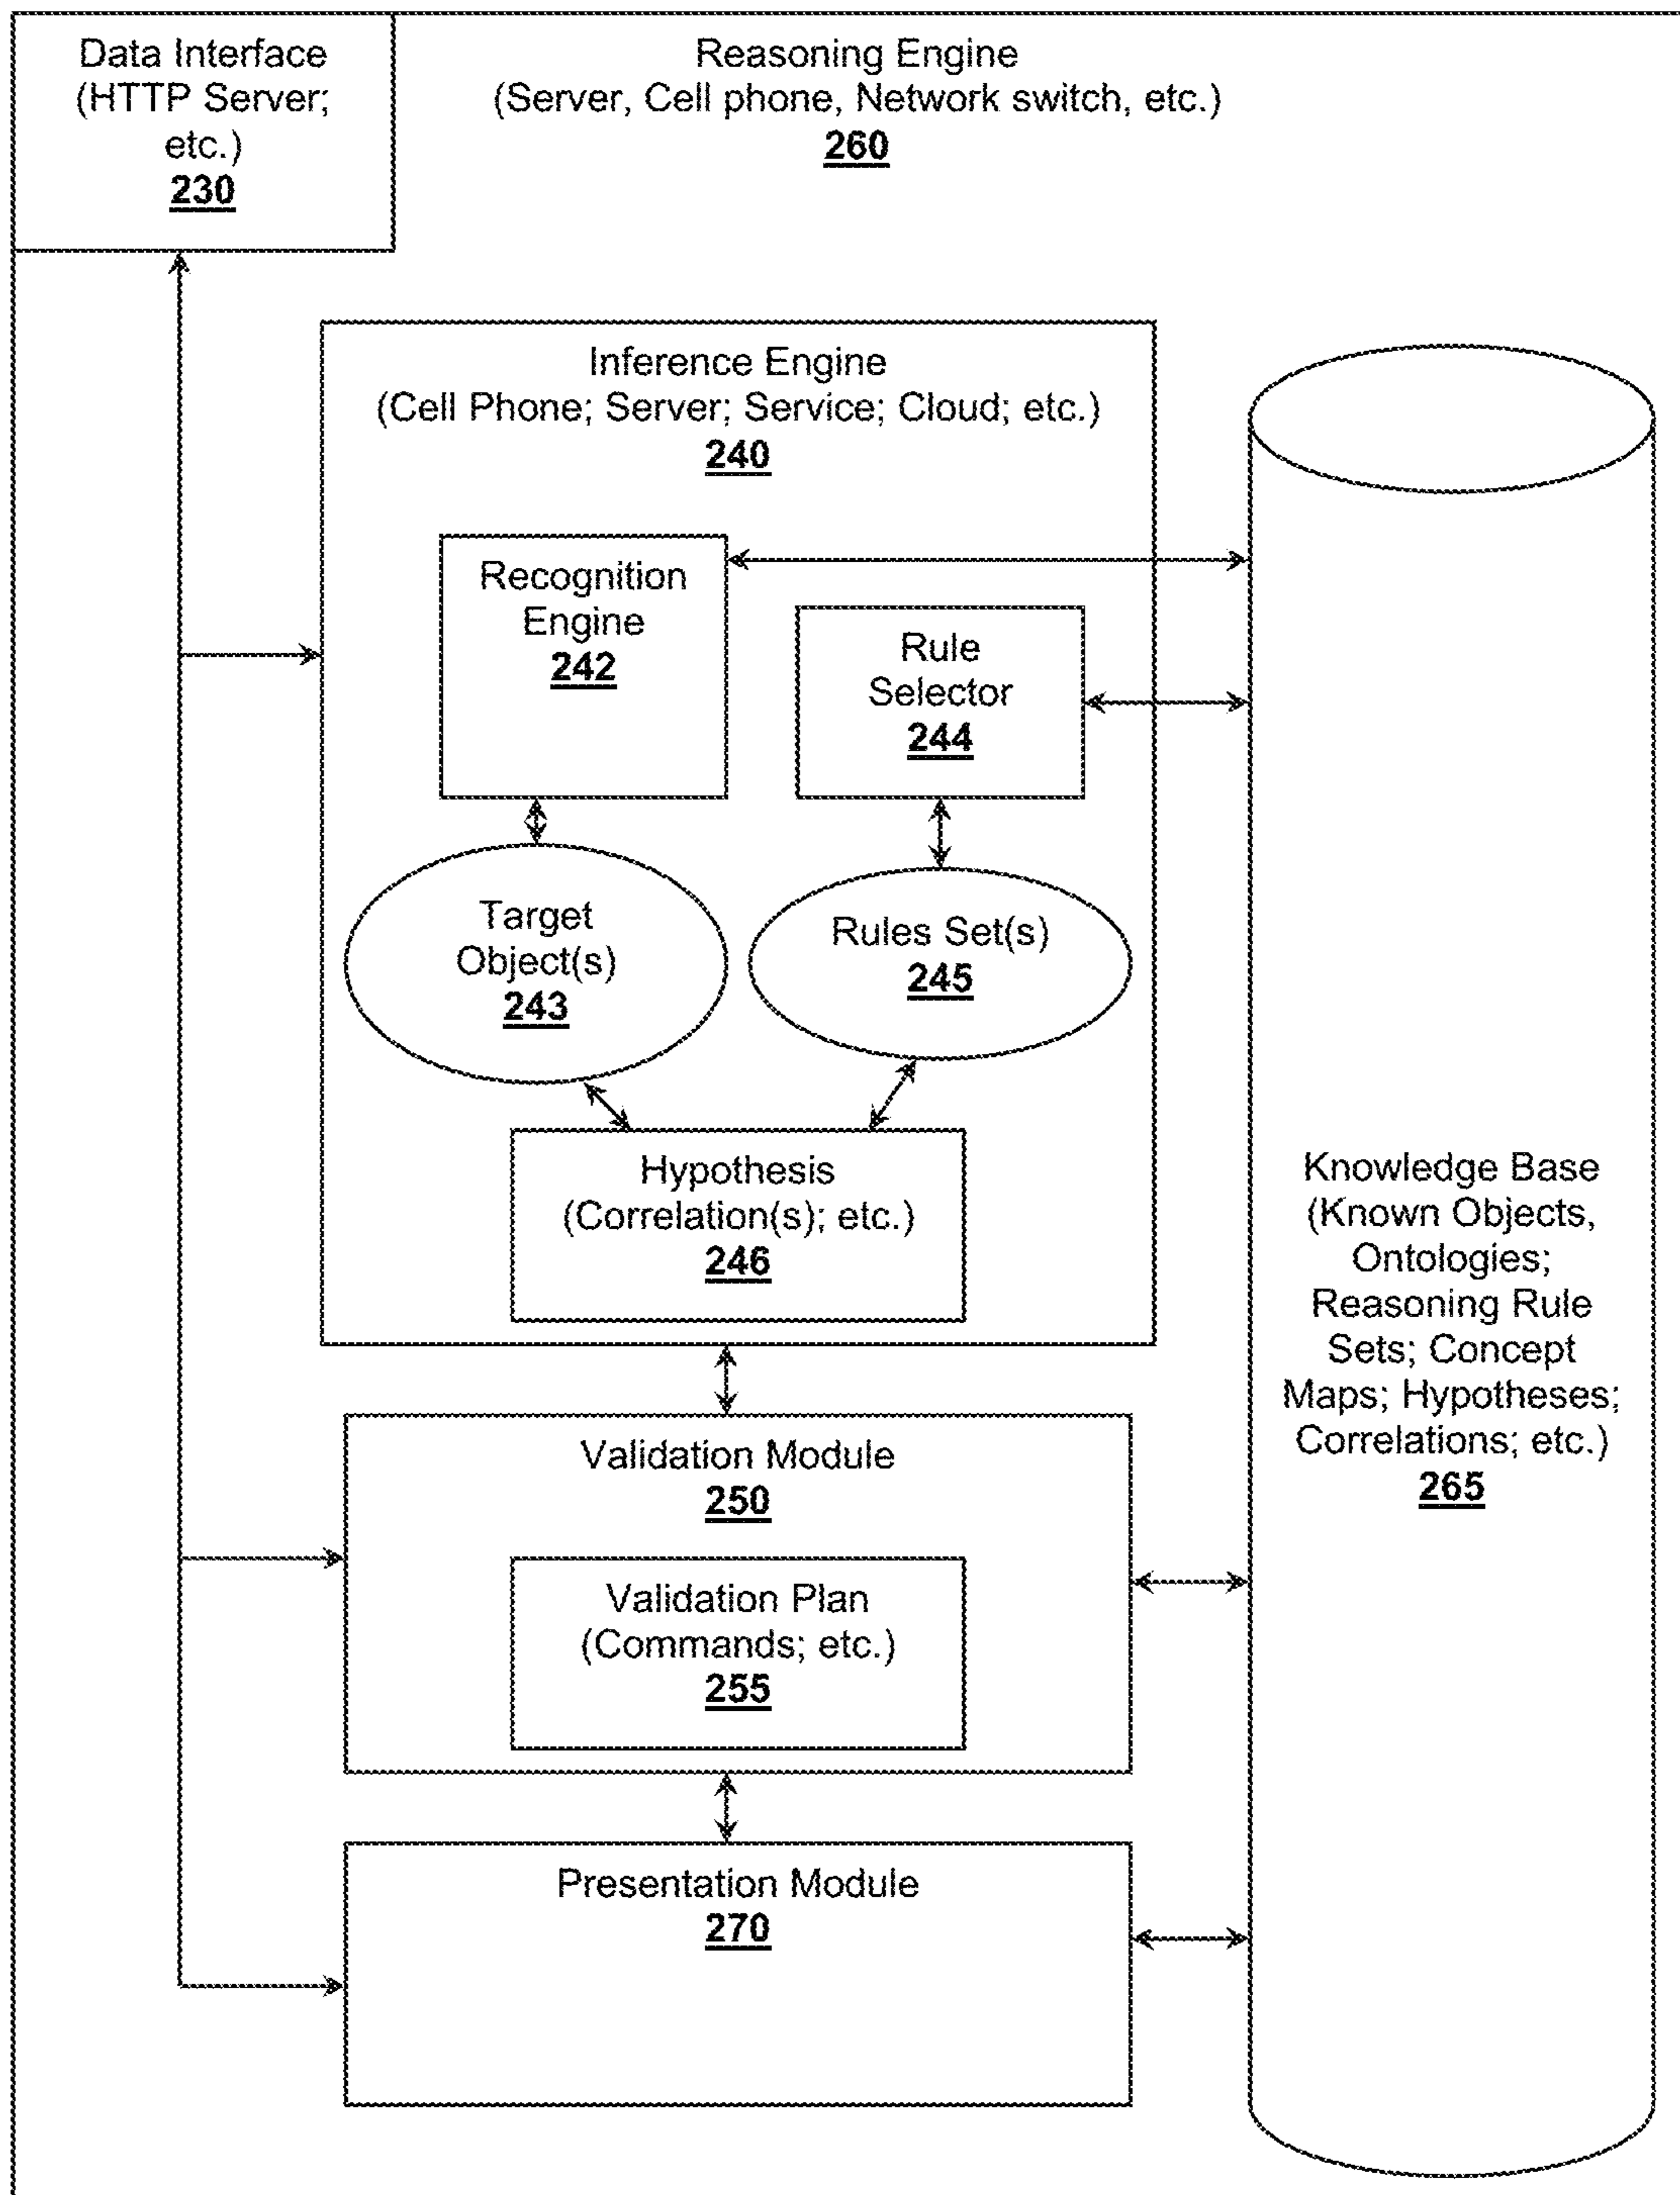 Data Interface
(HTTP Server;
etc.)
230
Reasoning Engine
(Server, Cell phone, Network switch, etc.)
260
Inference Engine
(Cell Phone; Server; Service; Cloud; etc.)
240
Recognition
Engine
242
Rule
Selector
244
Target
Object(s)
243
Rules Set(s)
245
Hypothesis
(Correlation(s); etc.)
246
Knowledge Base
(Known Objects,
Ontologies;
Reasoning Rule
Sets; Concept
Maps; Hypotheses;
Correlations; etc.)
265
Validation Module
250
Validation Plan
(Commands; etc.)
255
Presentation Module
270